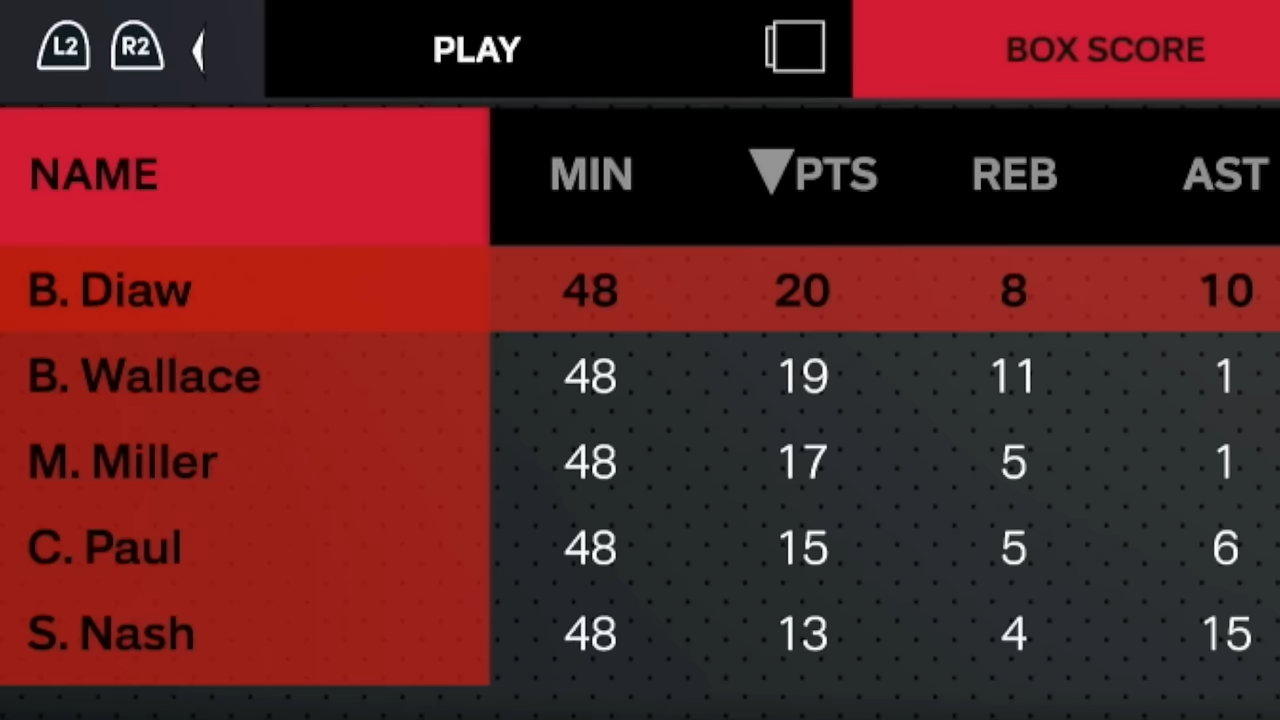 L2 R2 PLAY BOX SCORE
NAME MIN ▼PTS REB AST
B. Diaw 48 20 8 10
B. Wallace 48 19 11 1
M. Miller 48 17 5 1
C. Paul 48 15 5 6
S. Nash 48 13 4 15